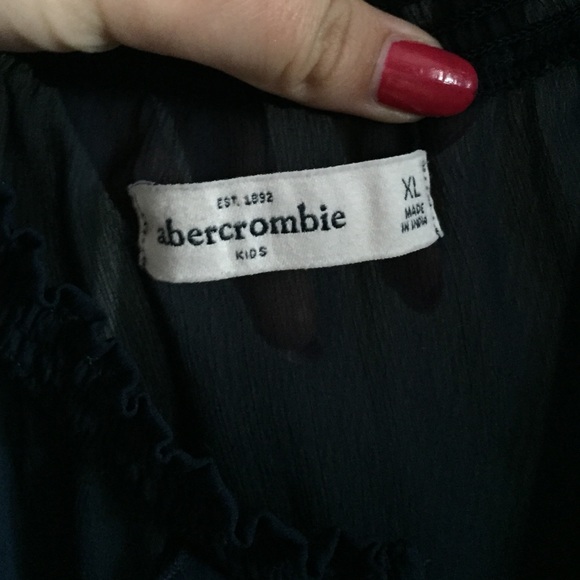 EST. 1892
abercrombie
KIDS
XL
MADE
IN INDIA